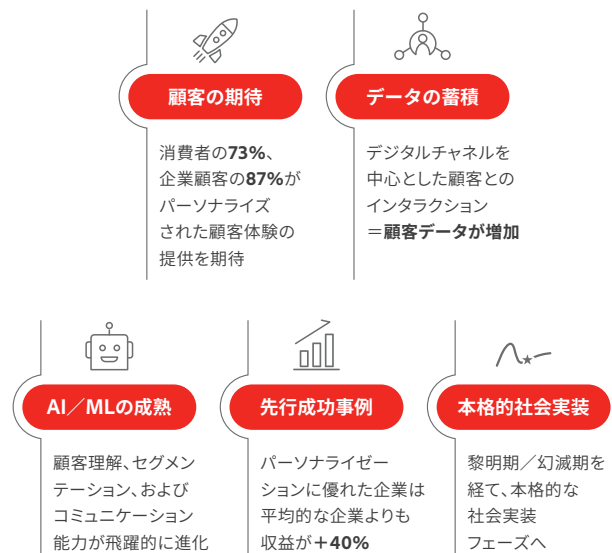 顧客の期待
消費者の73%、
企業顧客の87%が
パーソナライズ
された顧客体験の
提供を期待
データの蓄積
デジタルチャネルを
中心とした顧客との
インタラクション
＝顧客データが増加
AI／MLの成熟
顧客理解、セグメン
テーション、および
コミュニケーション
能力が飛躍的に進化
先行成功事例
パーソナライゼー
ションに優れた企業は
平均的な企業よりも
収益が＋40%
本格的社会実装
黎明期／幻滅期を
経て、本格的な
社会実装
フェーズへ